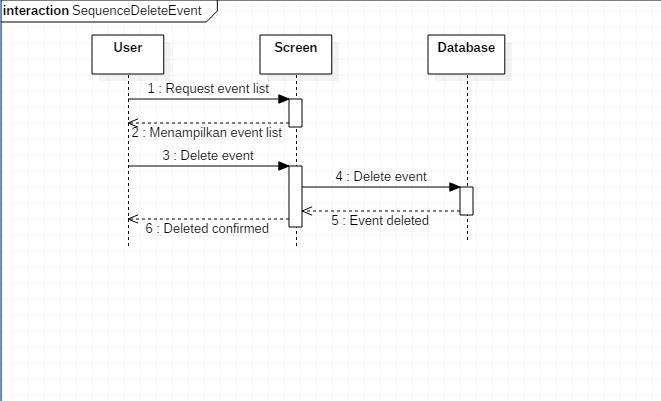 interaction SequenceDeleteEvent
User
Screen
Database
1 : Request event list
2 : Menampilkan event list
3 : Delete event
4 : Delete event
5 : Event deleted
6 : Deleted confirmed